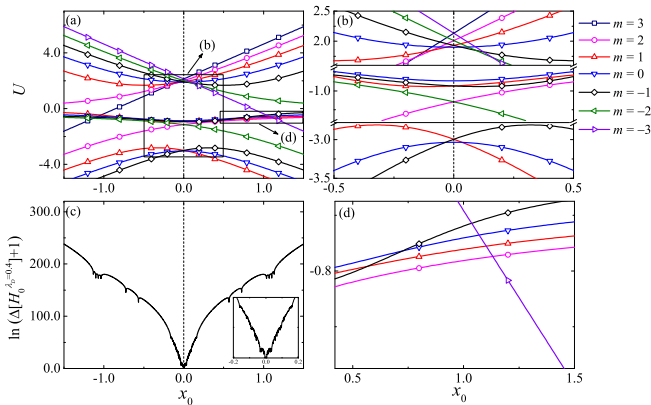 (a)
(b)
(d)
U
4.0
0.0
-4.0
-1.0
0.0
1.0
(b)
2.5
2.0
-1.0
-3.0
-3.5
-0.5
0.0
0.5
m = 3
m = 2
m = 1
m = 0
m = −1
m = −2
m = −3
(c)
ln (Δ[H₀^{λ₀=0.4}]+1)
300.0
200.0
100.0
0.0
-1.0
0.0
1.0
x₀
-0.2
0.0
0.2
(d)
-0.8
0.5
1.0
1.5
x₀